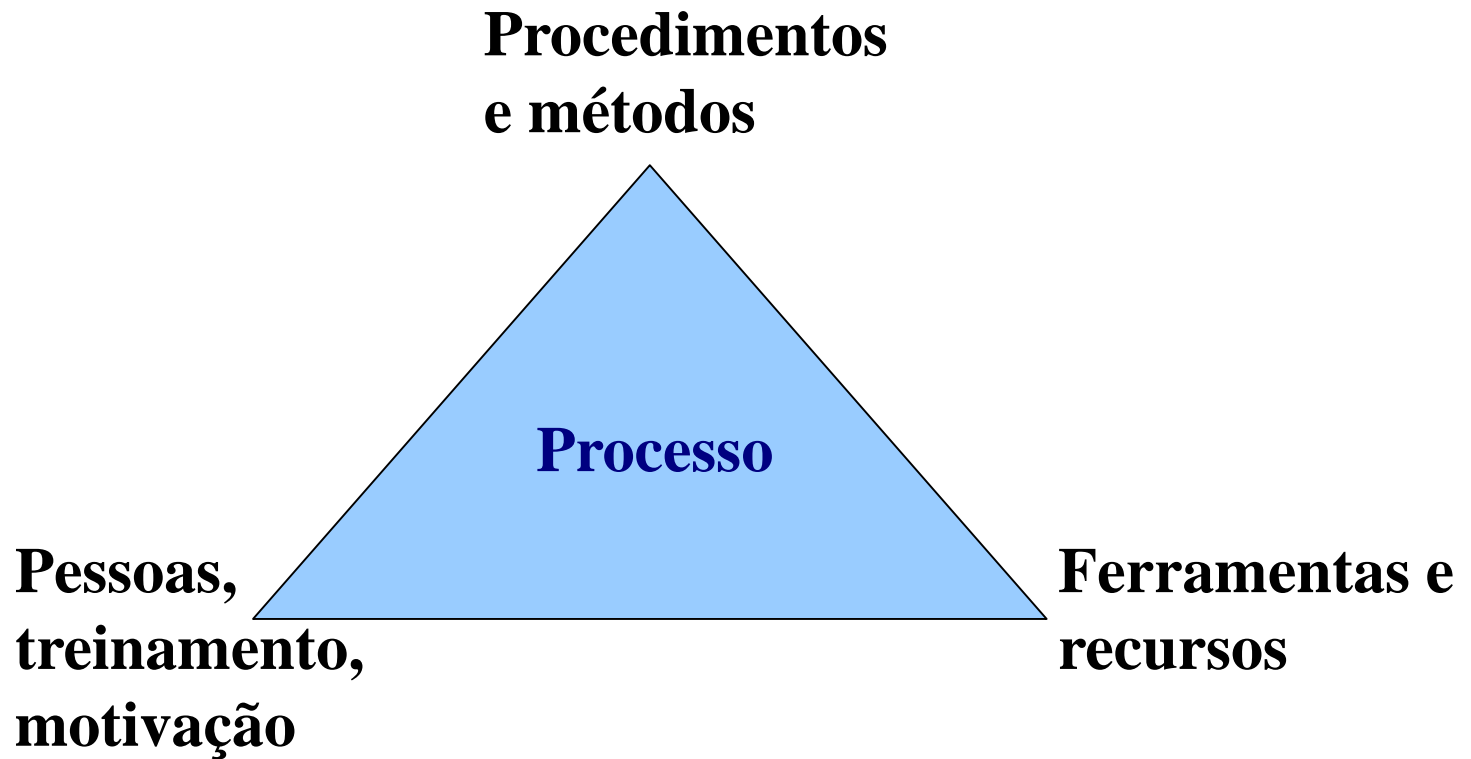 Procedimentos
e métodos
Processo
Pessoas,
treinamento,
motivação
Ferramentas e
recursos